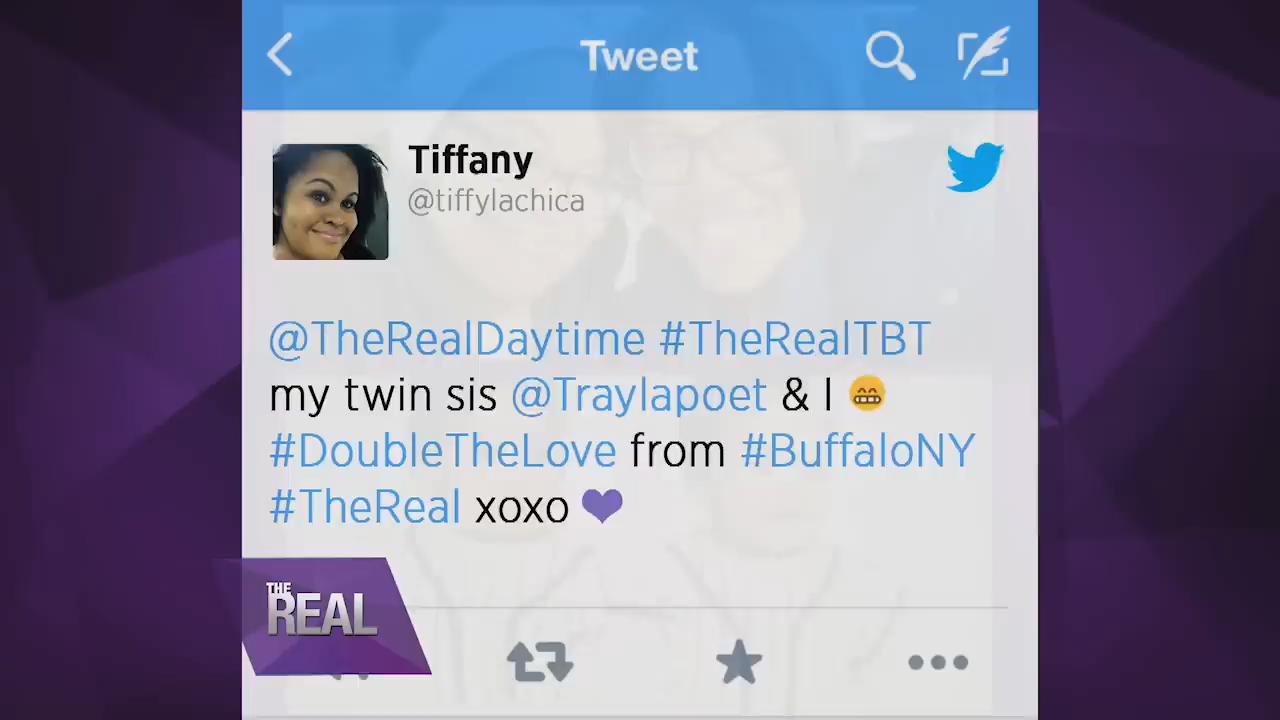 Tweet
Tiffany
@tiffylachica
@TheRealDaytime #TheRealTBT
my twin sis @Traylapoet & I 😁
#DoubleTheLove from #BuffaloNY
#TheReal xoxo 💜
THE
REAL